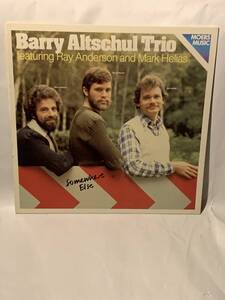 Barry Altschul Trio
featuring Ray Anderson and Mark Helias
MOERS
MUSIC
Somewhere
Else